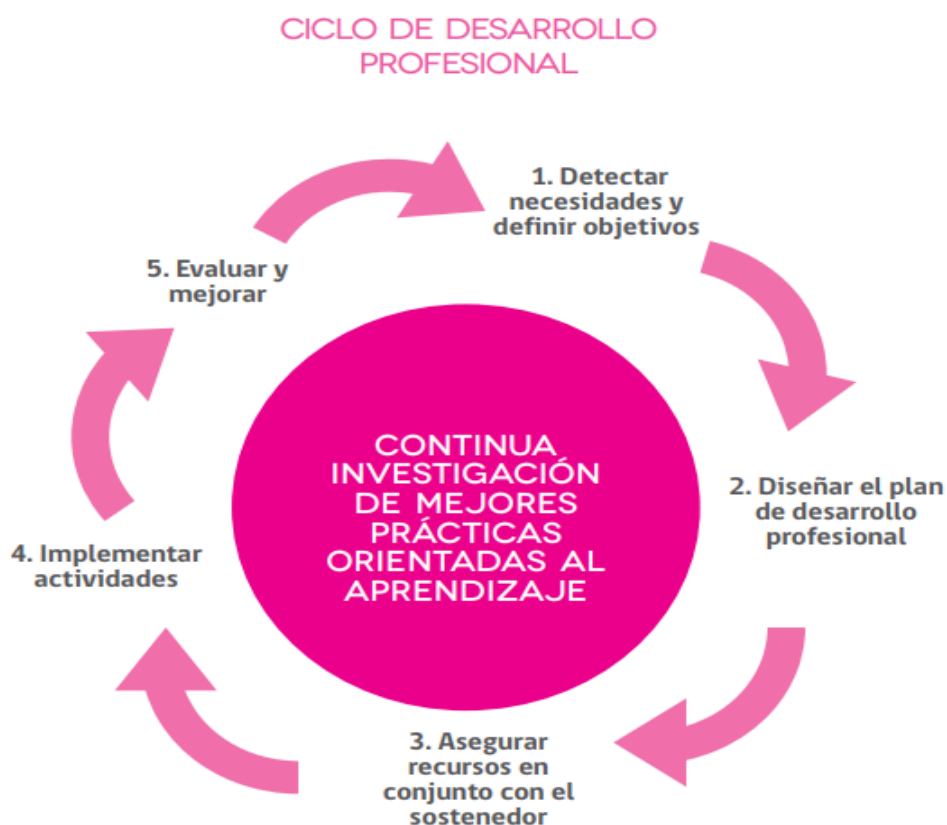 CICLO DE DESARROLLO
PROFESIONAL
1. Detectar
necesidades y
definir objetivos
2. Diseñar el plan
de desarrollo
profesional
3. Asegurar
recursos en
conjunto con el
sostenedor
4. Implementar
actividades
5. Evaluar y
mejorar
CONTINUA
INVESTIGACIÓN
DE MEJORES
PRÁCTICAS
ORIENTADAS AL
APRENDIZAJE